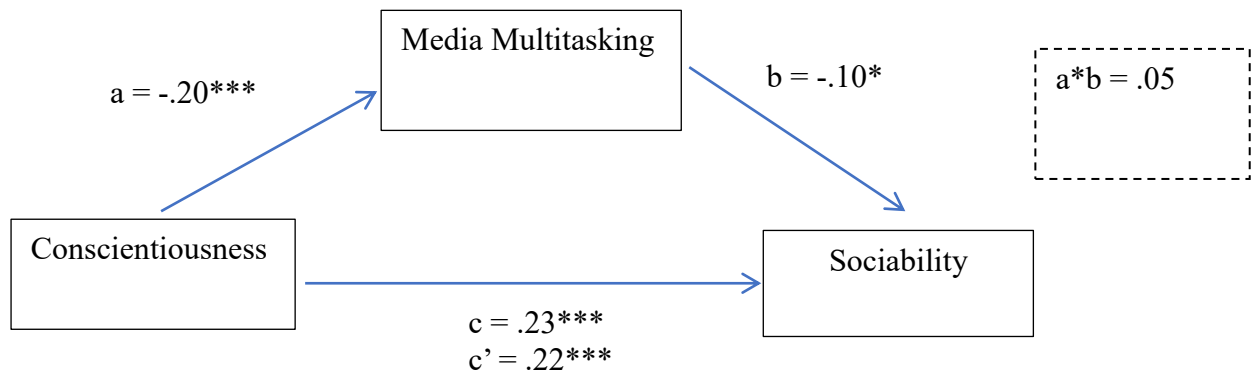 Media Multitasking
a = -.20***
b = -.10*
a*b = .05
Conscientiousness
Sociability
c = .23***
c’ = .22***